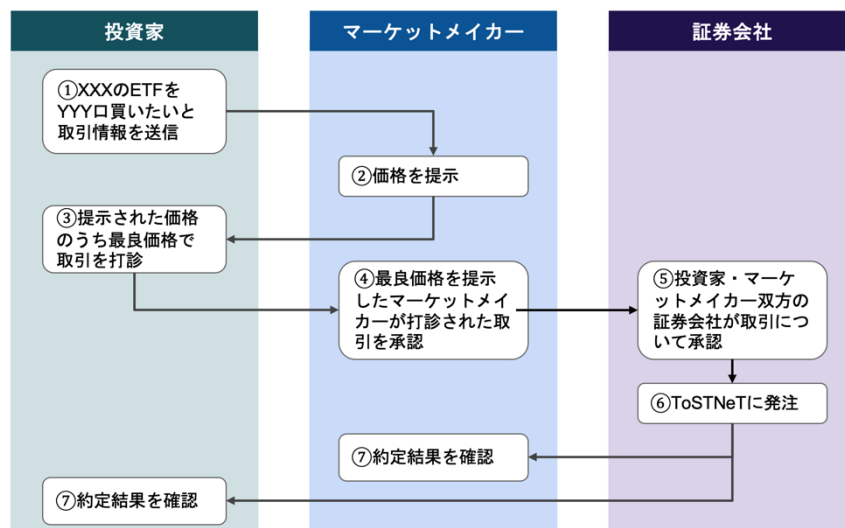 投資家
マーケットメイカー
証券会社
①XXXのETFを
YYY口買いたいと
取引情報を送信
②価格を提示
③提示された価格
のうち最良価格で
取引を打診
④最良価格を提示
したマーケットメイ
カーが打診された取
引を承認
⑤投資家・マーケ
ットメイカー双方の
証券会社が取引につ
いて承認
⑥ToSTNeTに発注
⑦約定結果を確認
⑦約定結果を確認